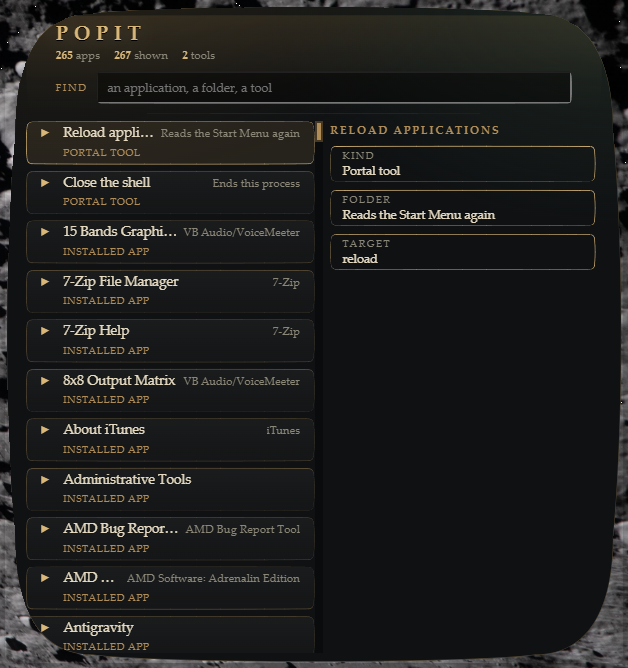 POPIT
265 apps 267 shown 2 tools
FIND an application, a folder, a tool
Reload appli... Reads the Start Menu again
PORTAL TOOL
Close the shell Ends this process
PORTAL TOOL
15 Bands Graphi... VB Audio/VoiceMeeter
INSTALLED APP
7-Zip File Manager 7-Zip
INSTALLED APP
7-Zip Help 7-Zip
INSTALLED APP
8x8 Output Matrix VB Audio/VoiceMeeter
INSTALLED APP
About iTunes iTunes
INSTALLED APP
Administrative Tools
INSTALLED APP
AMD Bug Repor... AMD Bug Report Tool
INSTALLED APP
AMD ... AMD Software: Adrenalin Edition
INSTALLED APP
Antigravity
INSTALLED APP
RELOAD APPLICATIONS
KIND
Portal tool
FOLDER
Reads the Start Menu again
TARGET
reload